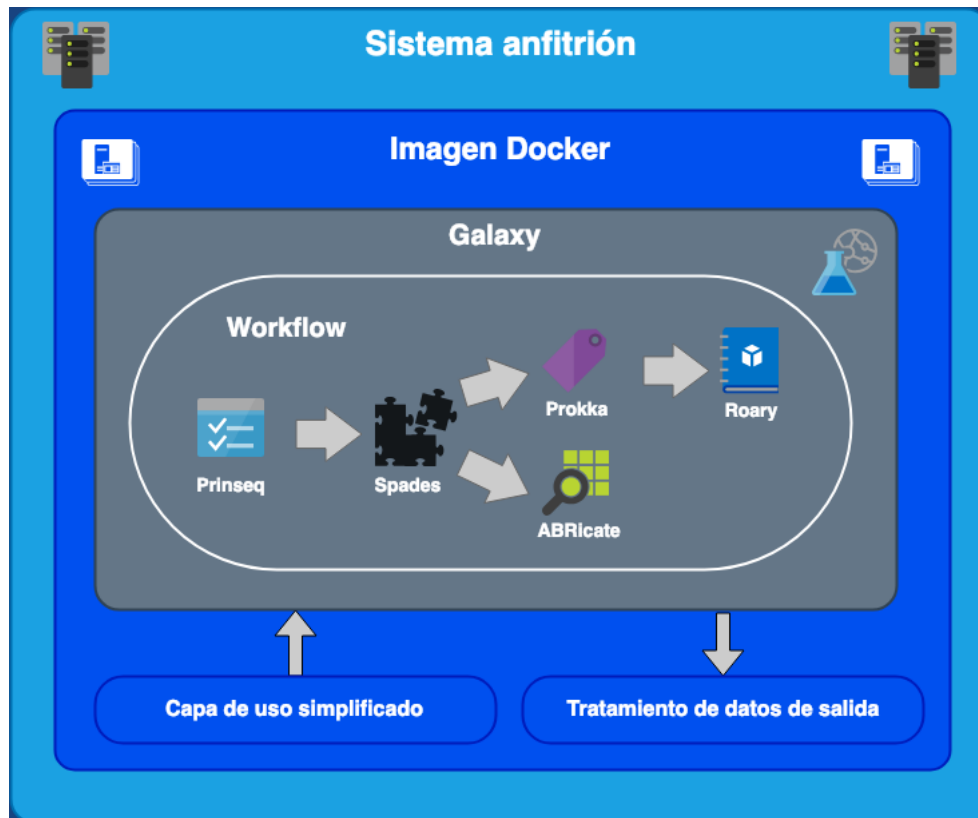 Sistema anfitrión
Imagen Docker
Galaxy
Workflow
Prinseq
Spades
Prokka
Roary
ABRicate
Capa de uso simplificado
Tratamiento de datos de salida